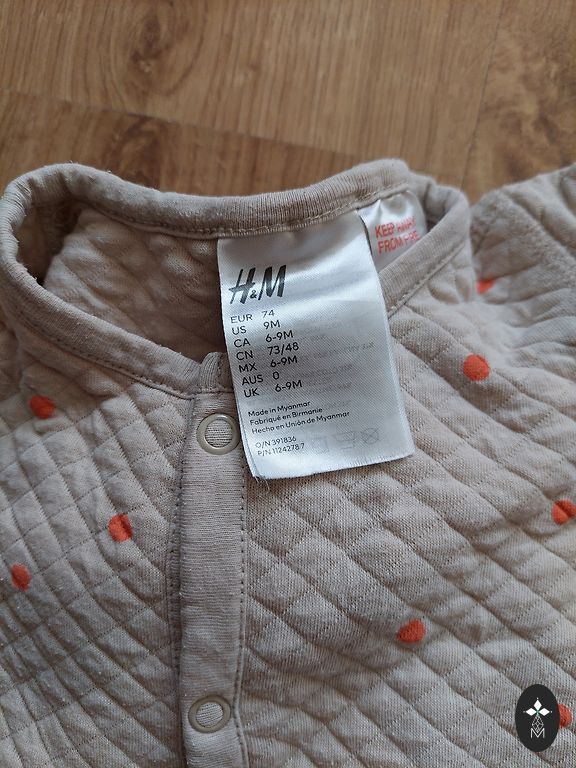 H&M
KEEP AWAY
FROM FIRE
EUR 74
US 9M
CA 6-9M
CN 73/48
MX 6-9M
AUS 0
UK 6-9M
Made in Myanmar
Fabriqué en Birmanie
Hecho en Unión de Myanmar
O/N 391836
P/N 1124278 7
M